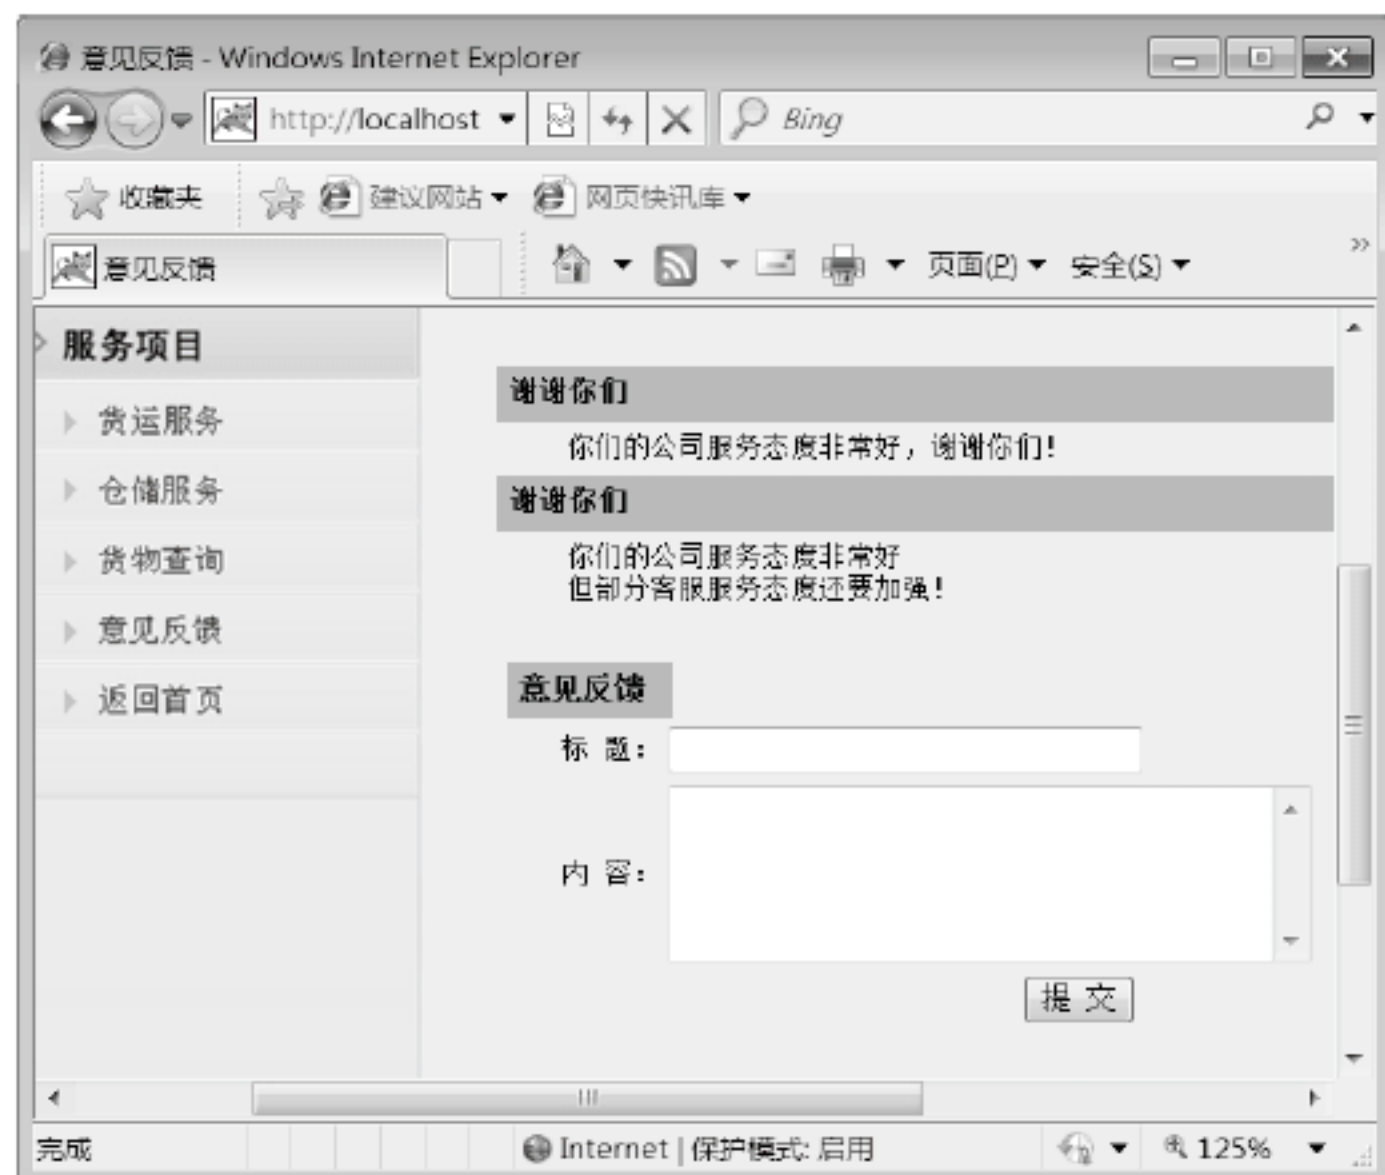 意见反馈 - Windows Internet Explorer
http://localhost Bing
收藏夹 建议网站 网页快讯库
意见反馈 页面(P) 安全(S) »
服务项目
货运服务
仓储服务
货物查询
意见反馈
返回首页
谢谢你们
你们的公司服务态度非常好，谢谢你们！
谢谢你们
你们的公司服务态度非常好
但部分客服服务态度还要加强！
意见反馈
标 题：
内 容：
提 交
完成 Internet | 保护模式: 启用 125%